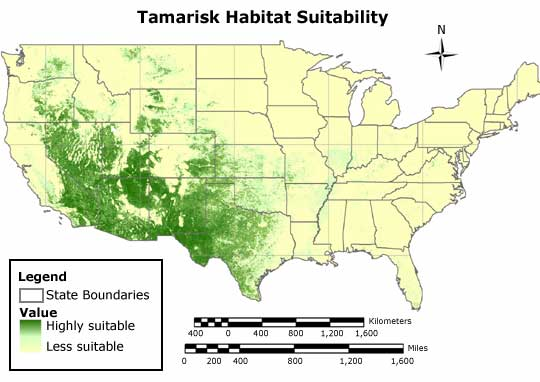 Tamarisk Habitat Suitability
N
Legend
State Boundaries
Value
Highly suitable
Less suitable
Kilometers
400 0 400 800 1,200 1,600
Miles
0 200 400 800 1,200 1,600